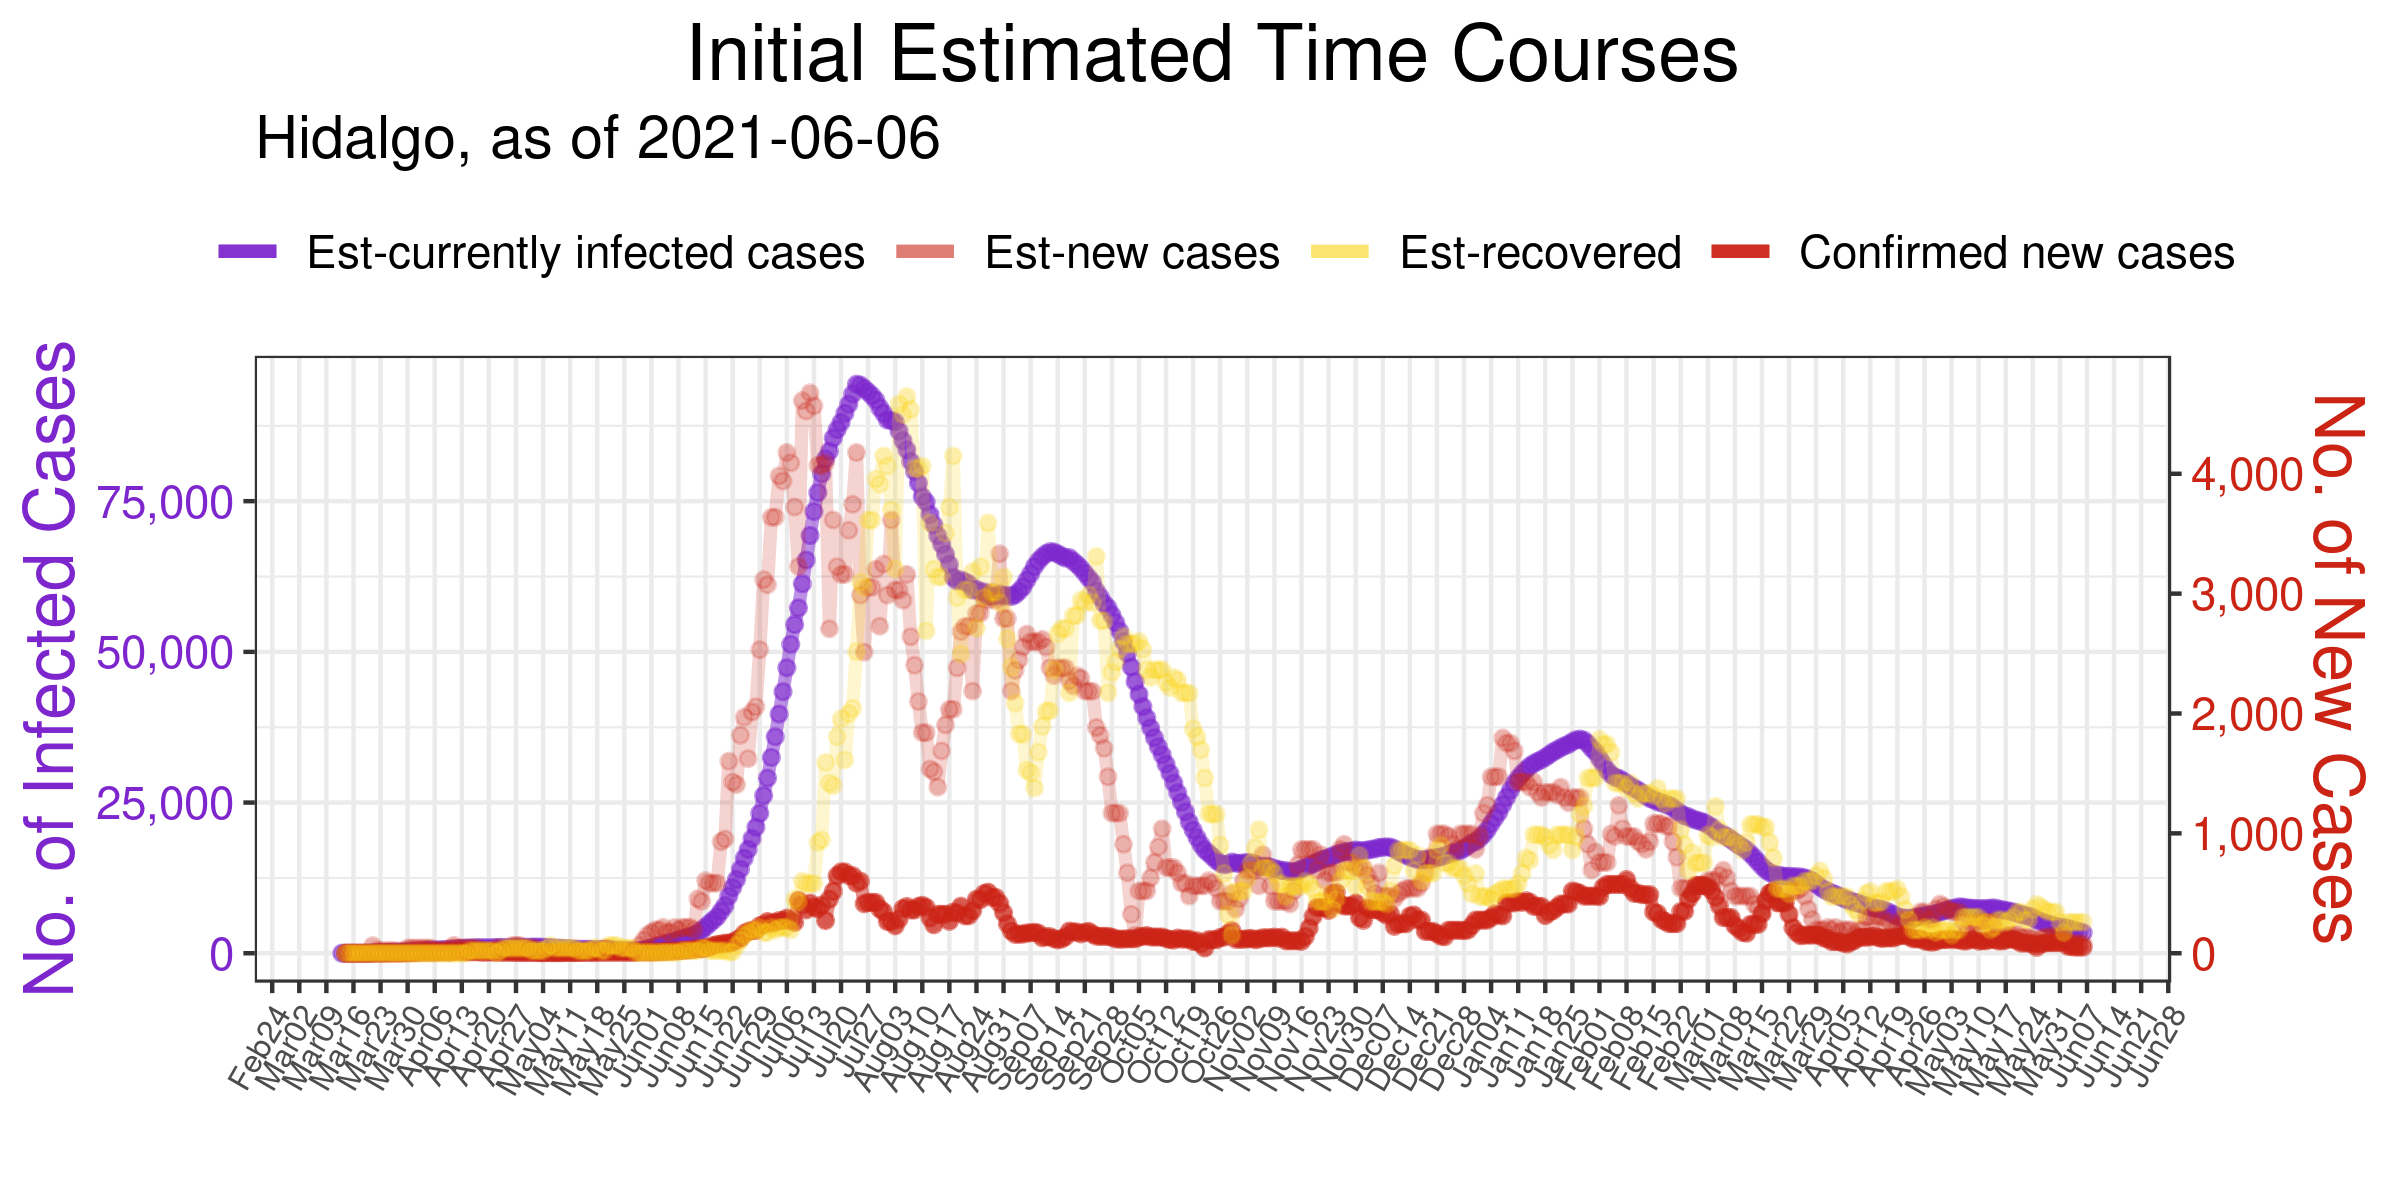 Initial Estimated Time Courses
Hidalgo, as of 2021-06-06
Est-currently infected cases
Est-new cases
Est-recovered
Confirmed new cases
No. of Infected Cases
75,000
50,000
25,000
0
No. of New Cases
4,000
3,000
2,000
1,000
0
Feb24
Mar02
Mar09
Mar16
Mar23
Mar30
Apr06
Apr13
Apr20
Apr27
May04
May11
May18
May25
Jun01
Jun08
Jun15
Jun22
Jun29
Jul06
Jul13
Jul20
Jul27
Aug03
Aug10
Aug17
Aug24
Aug31
Sep07
Sep14
Sep21
Sep28
Oct05
Oct12
Oct19
Oct26
Nov02
Nov09
Nov16
Nov23
Nov30
Dec07
Dec14
Dec21
Dec28
Jan04
Jan11
Jan18
Jan25
Feb01
Feb08
Feb15
Feb22
Mar01
Mar08
Mar15
Mar22
Mar29
Apr05
Apr12
Apr19
Apr26
May03
May10
May17
May24
May31
Jun07
Jun14
Jun21
Jun28